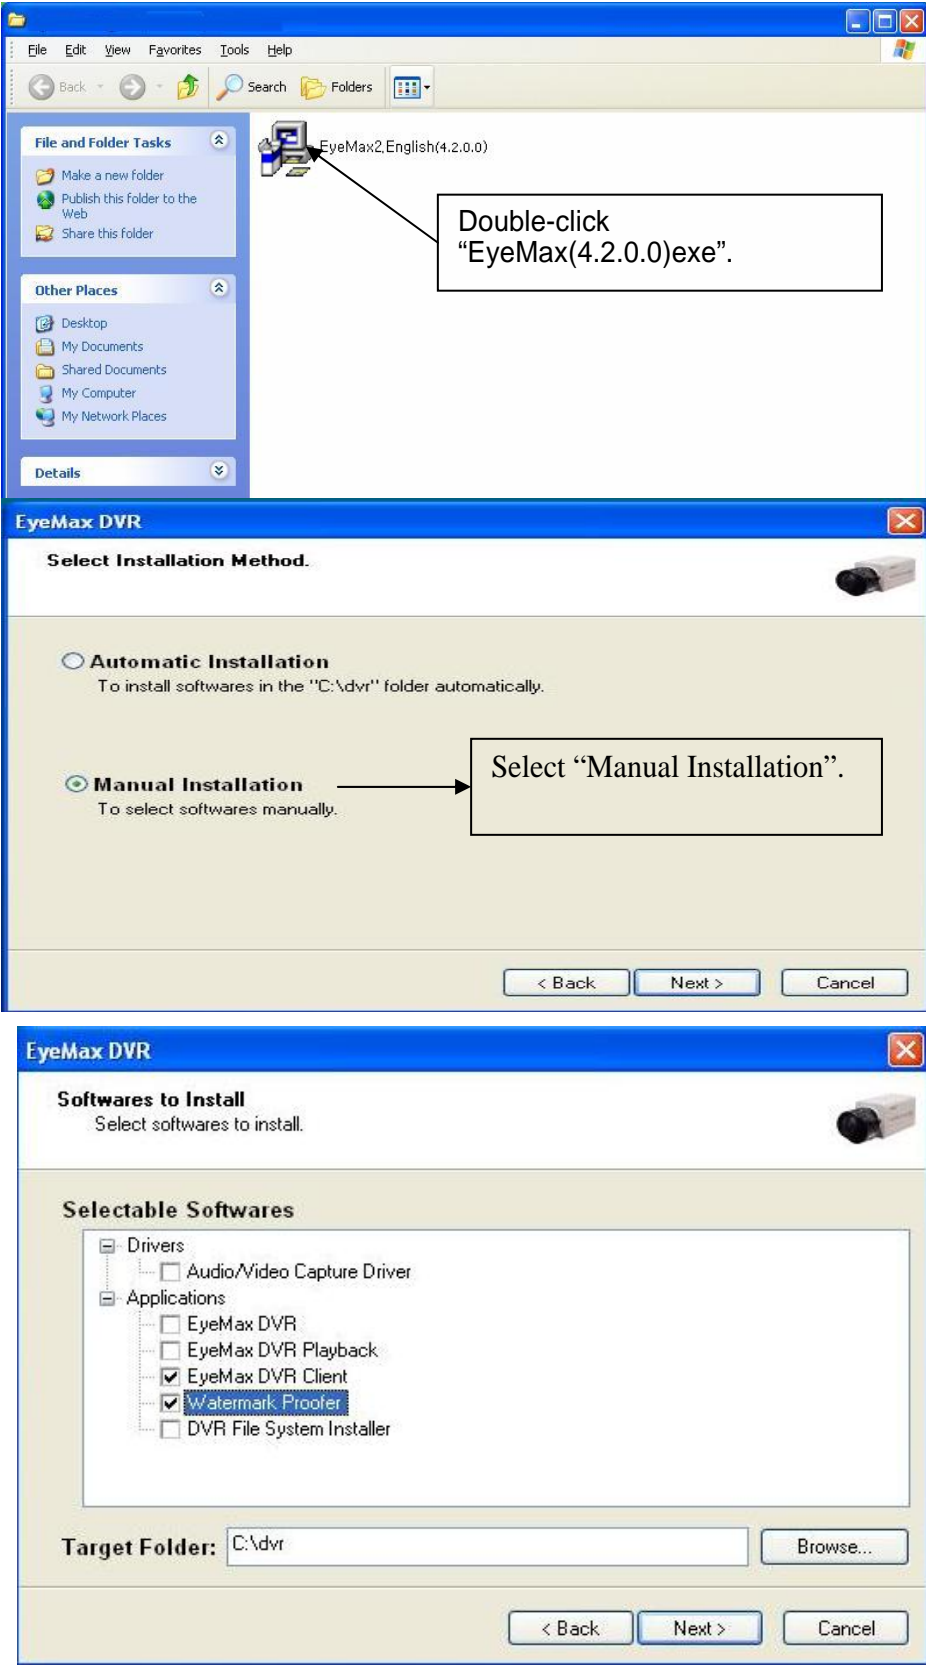 File Edit View Favorites Tools Help
Back Search Folders
File and Folder Tasks
Make a new folder
Publish this folder to the
Web
Share this folder
Other Places
Desktop
My Documents
Shared Documents
My Computer
My Network Places
Details
EyeMax2,English(4.2.0.0)
Double-click
“EyeMax(4.2.0.0)exe”.
EyeMax DVR
Select Installation Method.
Automatic Installation
To install softwares in the "C:\dvr" folder automatically.
Manual Installation
To select softwares manually.
Select “Manual Installation”.
< Back Next > Cancel
EyeMax DVR
Softwares to Install
Select softwares to install.
Selectable Softwares
Drivers
Audio/Video Capture Driver
Applications
EyeMax DVR
EyeMax DVR Playback
EyeMax DVR Client
Watermark Proofer
DVR File System Installer
Target Folder: C:\dvr Browse...
< Back Next > Cancel